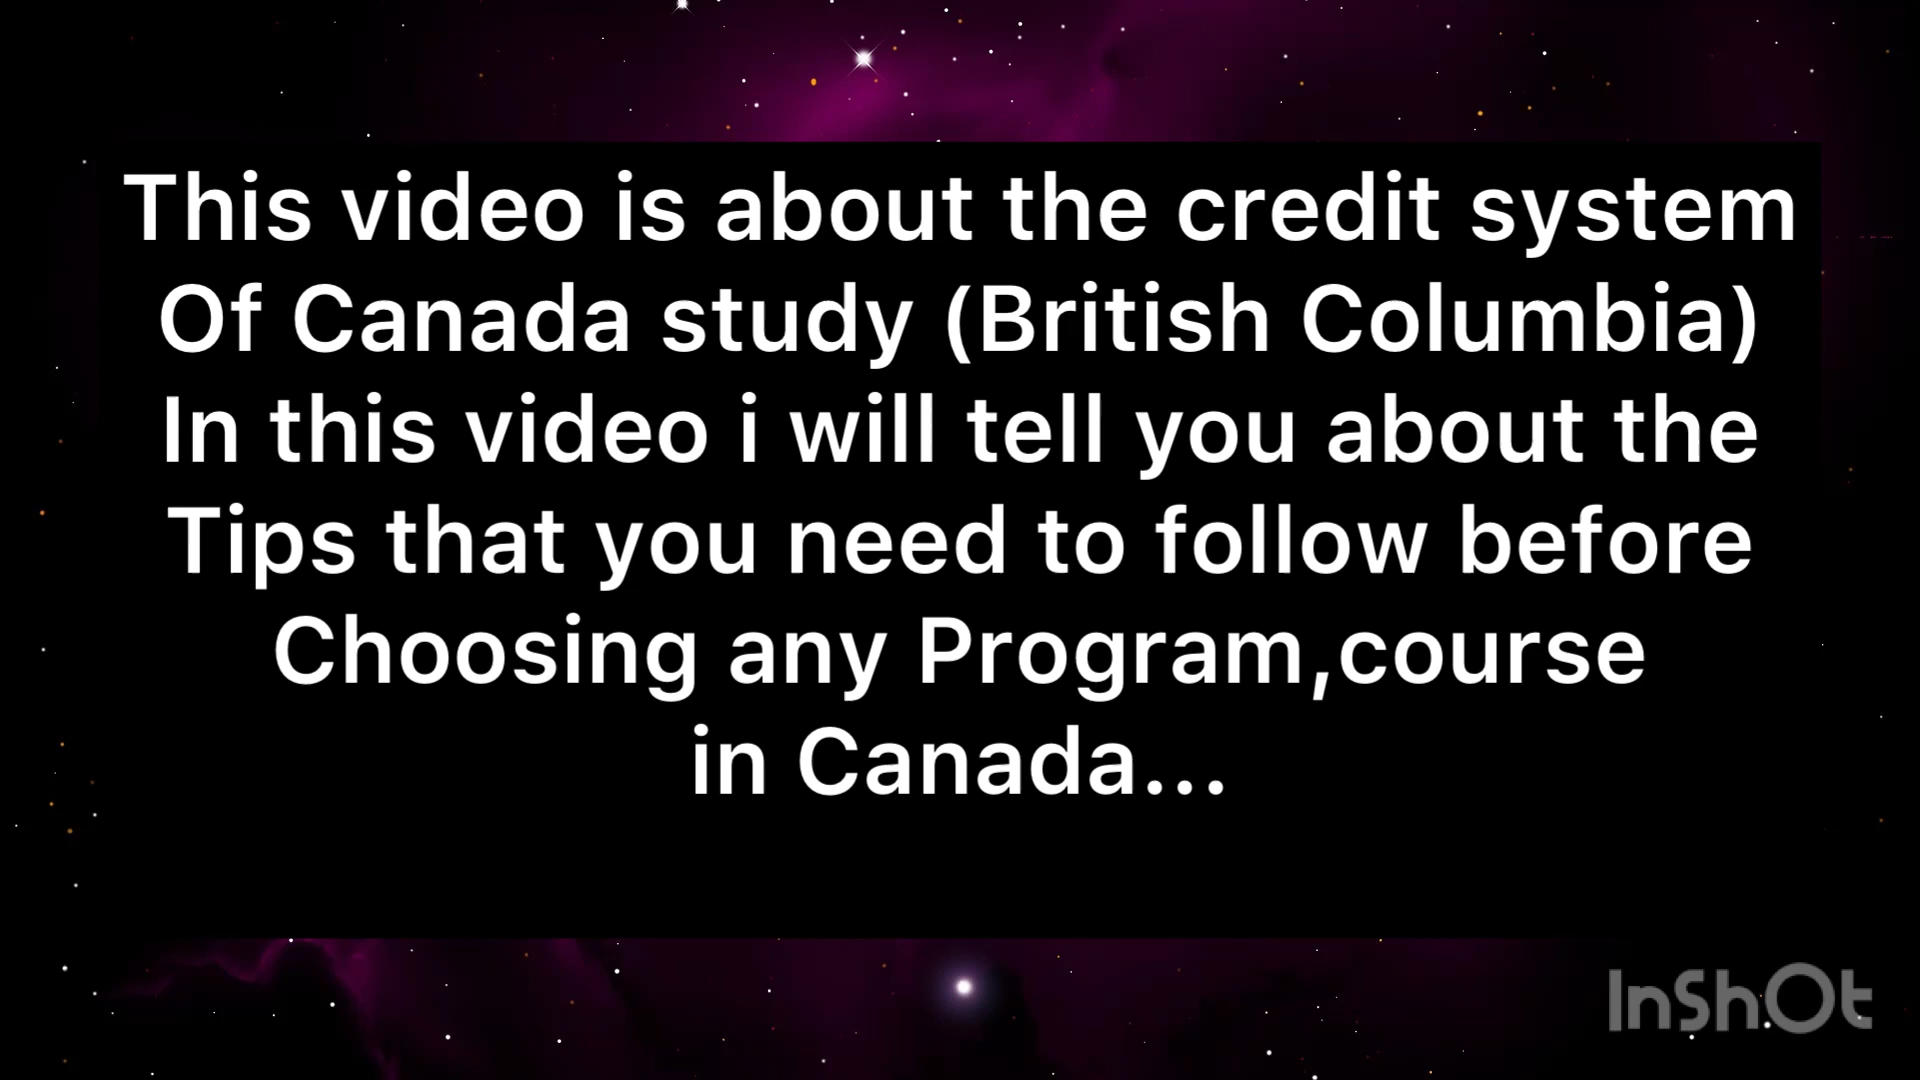 This video is about the credit system
Of Canada study (British Columbia)
In this video i will tell you about the
Tips that you need to follow before
Choosing any Program,course
in Canada...
InShOt